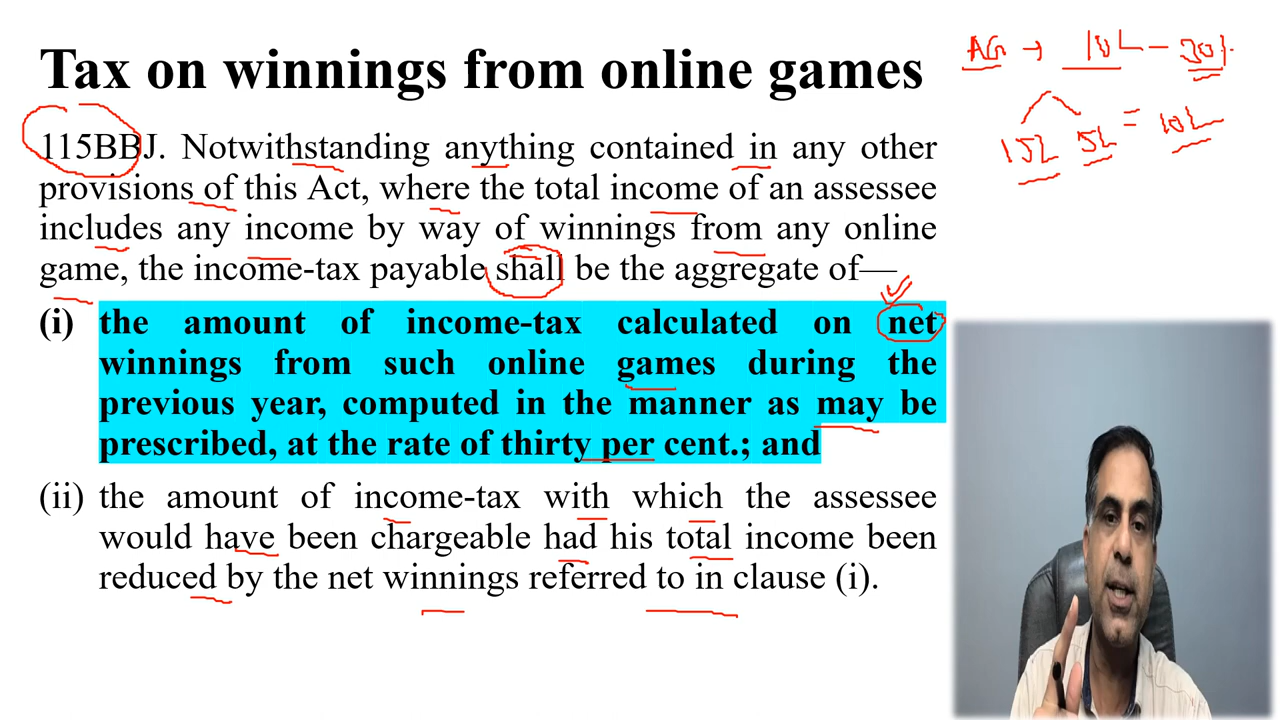 Tax on winnings from online games
115BBJ. Notwithstanding anything contained in any other
provisions of this Act, where the total income of an assessee
includes any income by way of winnings from any online
game, the income-tax payable shall be the aggregate of—
(i) the amount of income-tax calculated on net
winnings from such online games during the
previous year, computed in the manner as may be
prescribed, at the rate of thirty per cent.; and
(ii) the amount of income-tax with which the assessee
would have been chargeable had his total income been
reduced by the net winnings referred to in clause (i).
AG → 10L –
15L 5L = 10L